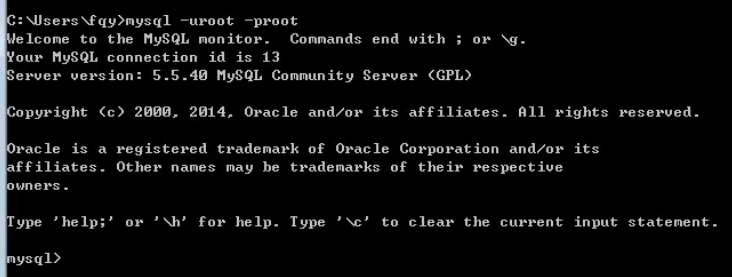 C:\Users\fqy>mysql -uroot -proot
Welcome to the MySQL monitor.  Commands end with ; or \g.
Your MySQL connection id is 13
Server version: 5.5.40 MySQL Community Server (GPL)
Copyright (c) 2000, 2014, Oracle and/or its affiliates. All rights reserved.
Oracle is a registered trademark of Oracle Corporation and/or its
affiliates. Other names may be trademarks of their respective
owners.
Type 'help;' or '\h' for help. Type '\c' to clear the current input statement.
mysql>